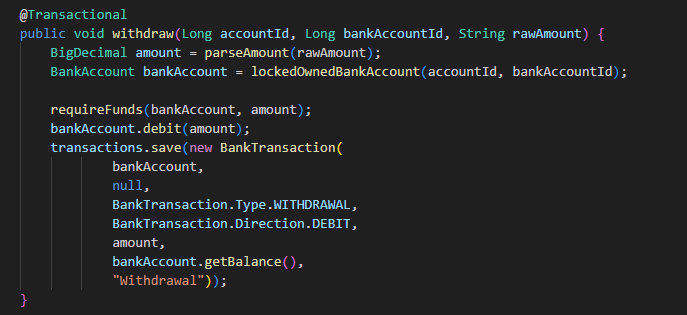 @Transactional
public void withdraw(Long accountId, Long bankAccountId, String rawAmount) {
    BigDecimal amount = parseAmount(rawAmount);
    BankAccount bankAccount = lockedOwnedBankAccount(accountId, bankAccountId);

    requireFunds(bankAccount, amount);
    bankAccount.debit(amount);
    transactions.save(new BankTransaction(
            bankAccount,
            null,
            BankTransaction.Type.WITHDRAWAL,
            BankTransaction.Direction.DEBIT,
            amount,
            bankAccount.getBalance(),
            "Withdrawal"));
}